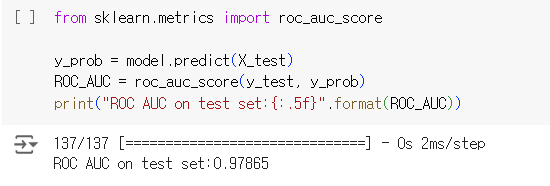 [ ] from sklearn.metrics import roc_auc_score
y_prob = model.predict(X_test)
ROC_AUC = roc_auc_score(y_test, y_prob)
print("ROC AUC on test set:{:.5f}".format(ROC_AUC))
137/137 [==============================] - 0s 2ms/step
ROC AUC on test set:0.97865